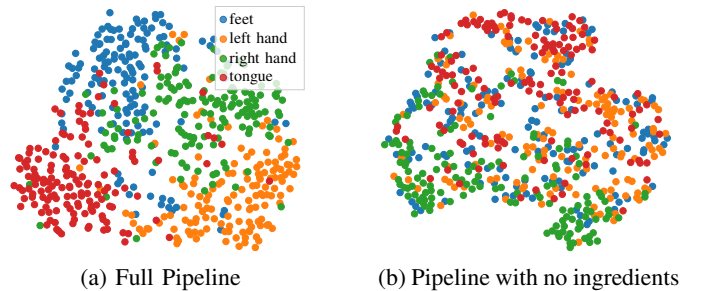 feet
left hand
right hand
tongue
(a) Full Pipeline
(b) Pipeline with no ingredients